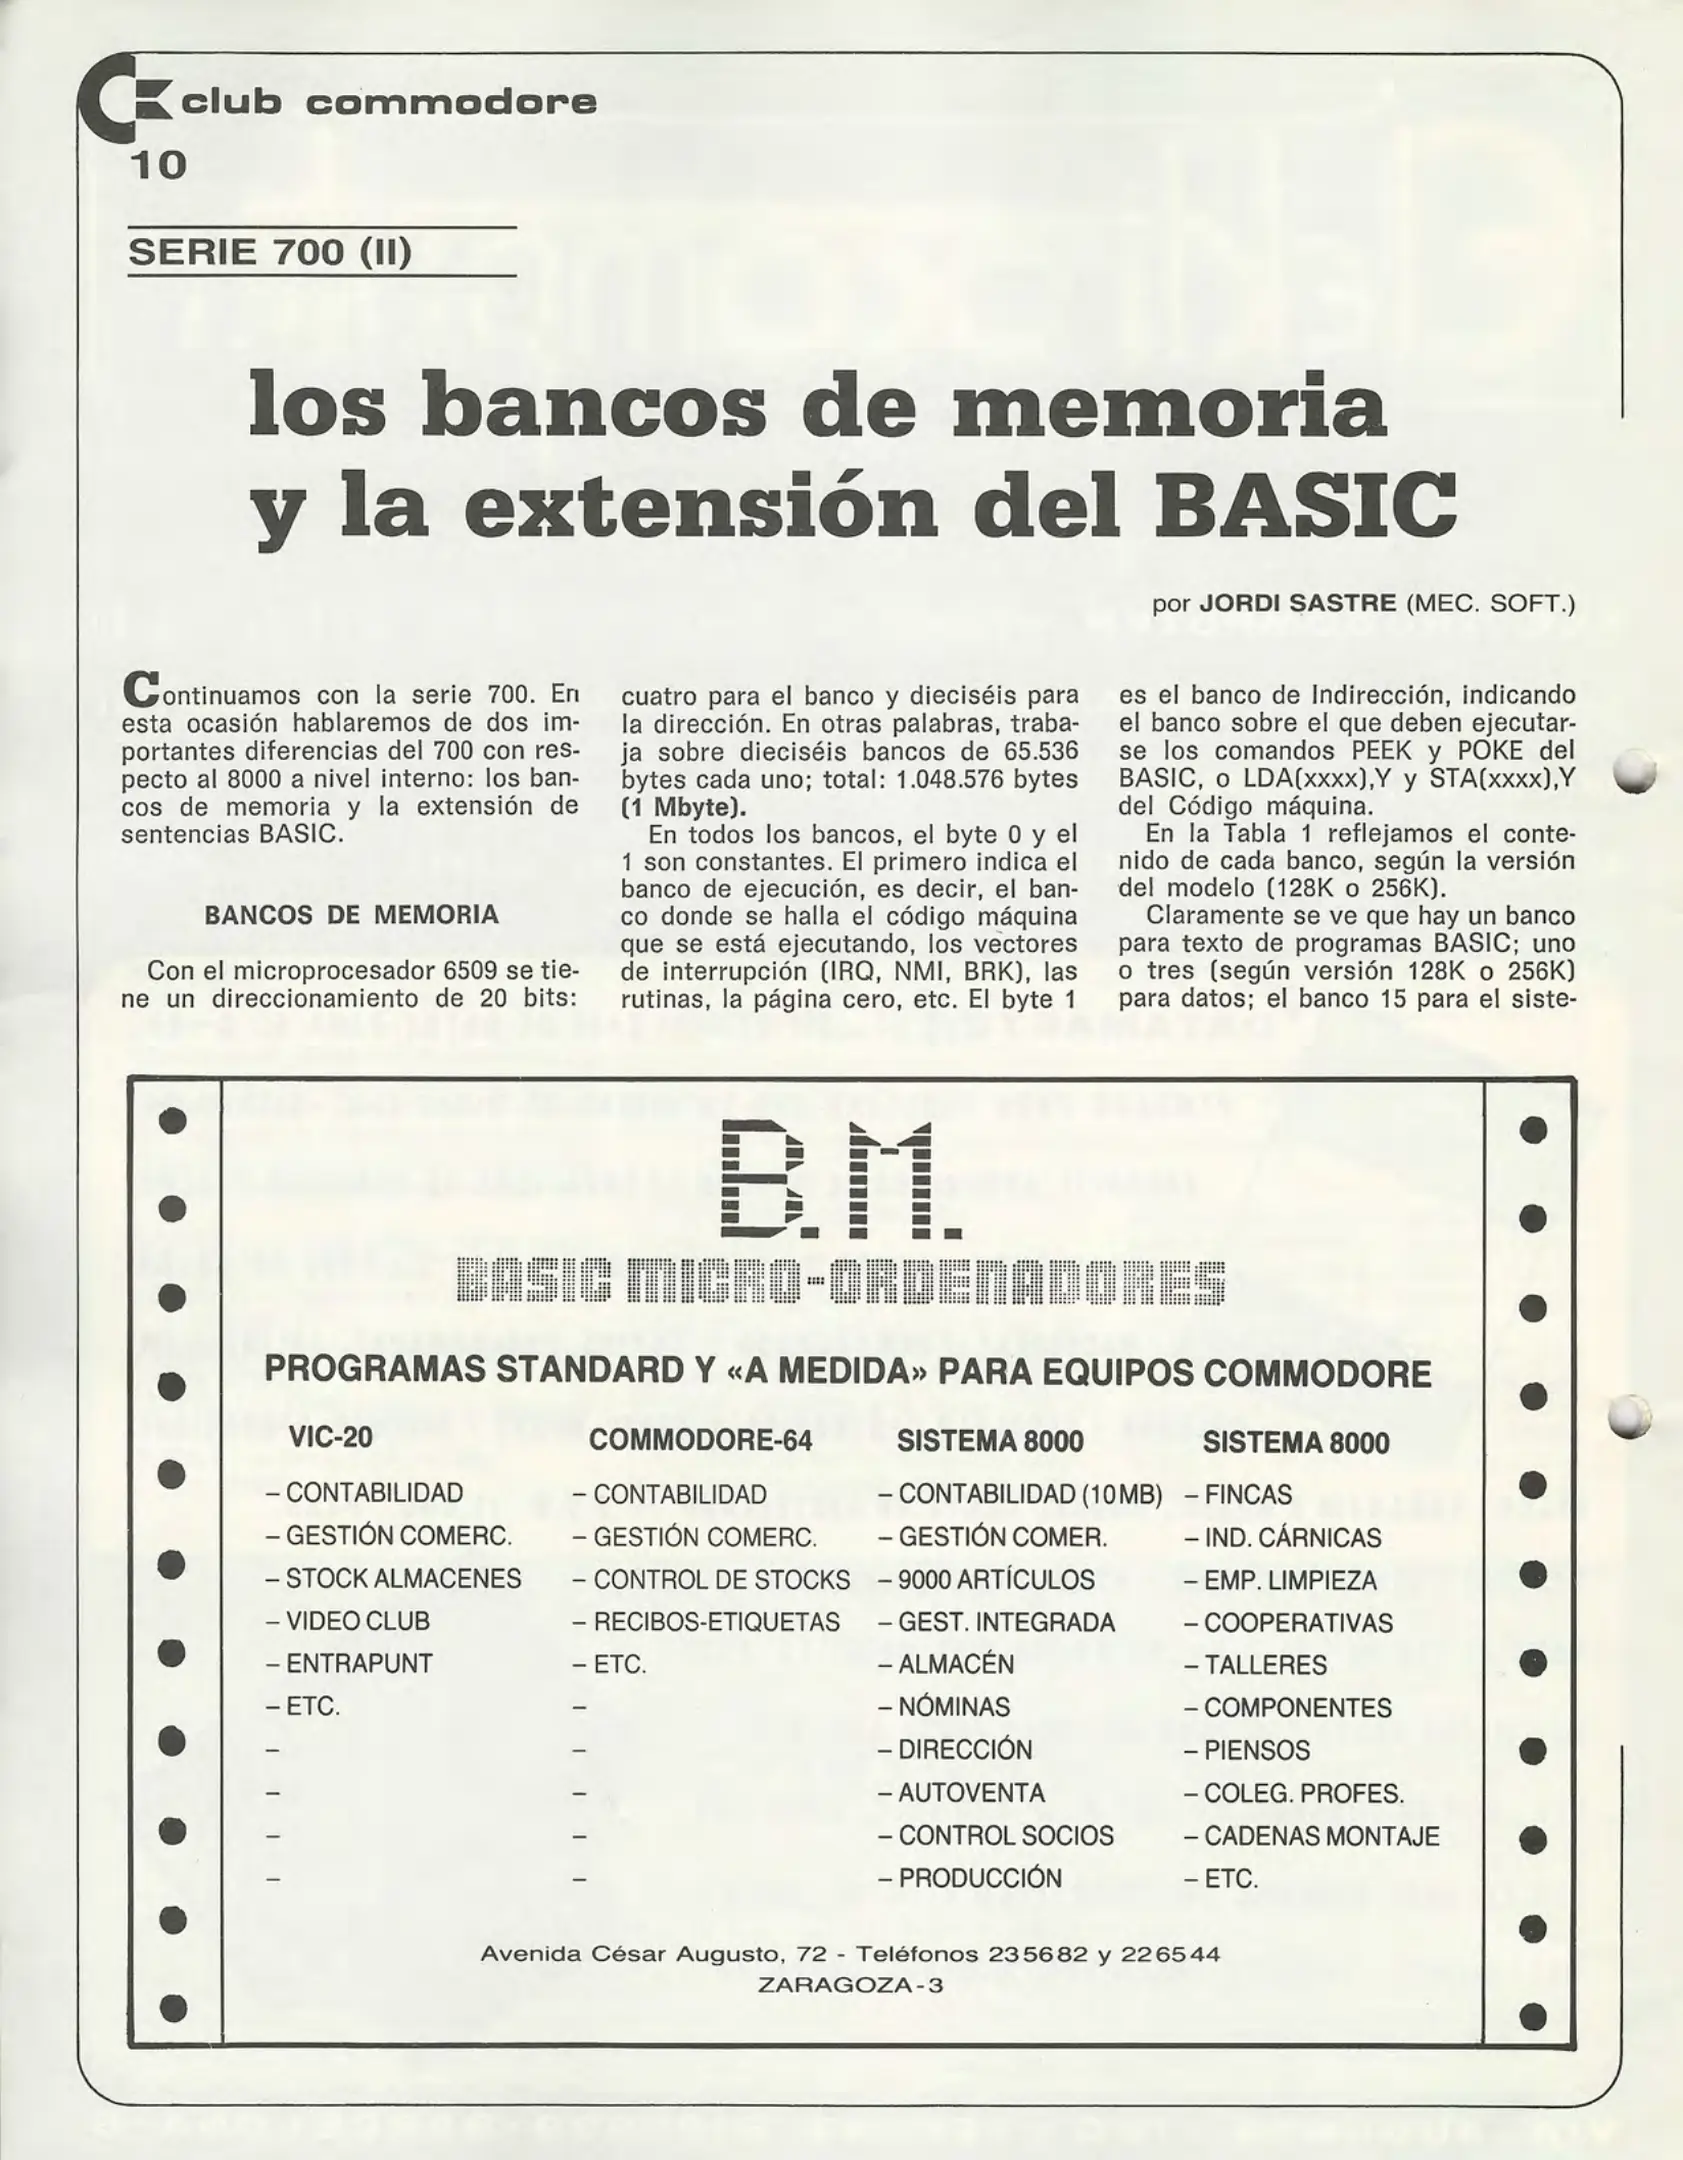 club commodore
10
SERIE 700 (II)
los bancos de memoria
y la extensión del BASIC
por JORDI SASTRE (MEC. SOFT.)
Continuamos con la serie 700. En
esta ocasión hablaremos de dos im-
portantes diferencias del 700 con res-
pecto al 8000 a nivel interno: los ban-
cos de memoria y la extensión de
sentencias BASIC.
BANCOS DE MEMORIA
Con el microprocesador 6509 se tie-
ne un direccionamiento de 20 bits:
cuatro para el banco y dieciséis para
la dirección. En otras palabras, traba-
ja sobre dieciséis bancos de 65.536
bytes cada uno; total: 1.048.576 bytes
(1 Mbyte).
En todos los bancos, el byte 0 y el
1 son constantes. El primero indica el
banco de ejecución, es decir, el ban-
co donde se halla el código máquina
que se está ejecutando, los vectores
de interrupción (IRQ, NMI, BRK), las
rutinas, la página cero, etc. El byte 1
es el banco de Indirección, indicando
el banco sobre el que deben ejecutar-
se los comandos PEEK y POKE del
BASIC, o LDA(xxxx),Y y STA(xxxx),Y
del Código máquina.
En la Tabla 1 reflejamos el conte-
nido de cada banco, según la versión
del modelo (128K o 256K).
Claramente se ve que hay un banco
para texto de programas BASIC; uno
o tres (según versión 128K o 256K)
para datos; el banco 15 para el siste-
B.M.
BASIC MICRO-ORDENADORES
PROGRAMAS STANDARD Y «A MEDIDA» PARA EQUIPOS COMMODORE
VIC-20
– CONTABILIDAD
– GESTIÓN COMERC.
– STOCK ALMACENES
– VIDEO CLUB
– ENTRAPUNT
– ETC.
–
–
–
–
COMMODORE-64
– CONTABILIDAD
– GESTIÓN COMERC.
– CONTROL DE STOCKS
– RECIBOS-ETIQUETAS
– ETC.
–
–
–
–
–
SISTEMA 8000
– CONTABILIDAD (10 MB)
– GESTIÓN COMER.
– 9000 ARTÍCULOS
– GEST. INTEGRADA
– ALMACÉN
– NÓMINAS
– DIRECCIÓN
– AUTOVENTA
– CONTROL SOCIOS
– PRODUCCIÓN
SISTEMA 8000
– FINCAS
– IND. CÁRNICAS
– EMP. LIMPIEZA
– COOPERATIVAS
– TALLERES
– COMPONENTES
– PIENSOS
– COLEG. PROFES.
– CADENAS MONTAJE
– ETC.
Avenida César Augusto, 72 - Teléfonos 23 56 82 y 22 65 44
ZARAGOZA-3